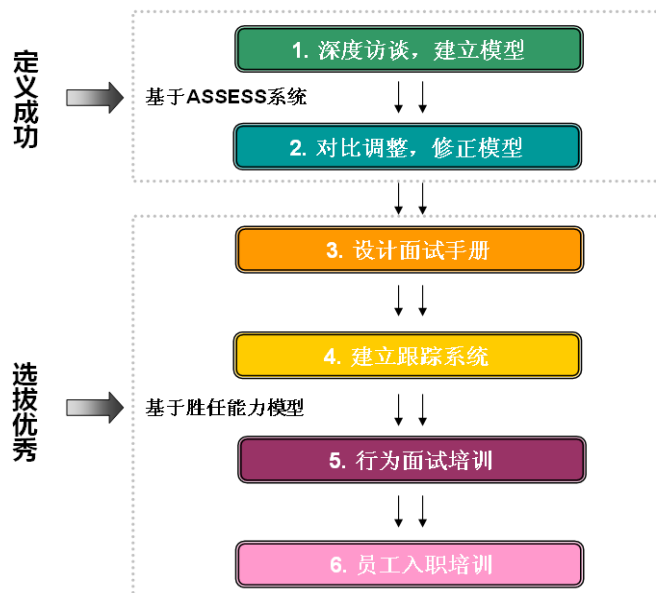 定义成功
基于ASSESS系统
1. 深度访谈，建立模型
2. 对比调整，修正模型
选拔优秀
基于胜任能力模型
3. 设计面试手册
4. 建立跟踪系统
5. 行为面试培训
6. 员工入职培训